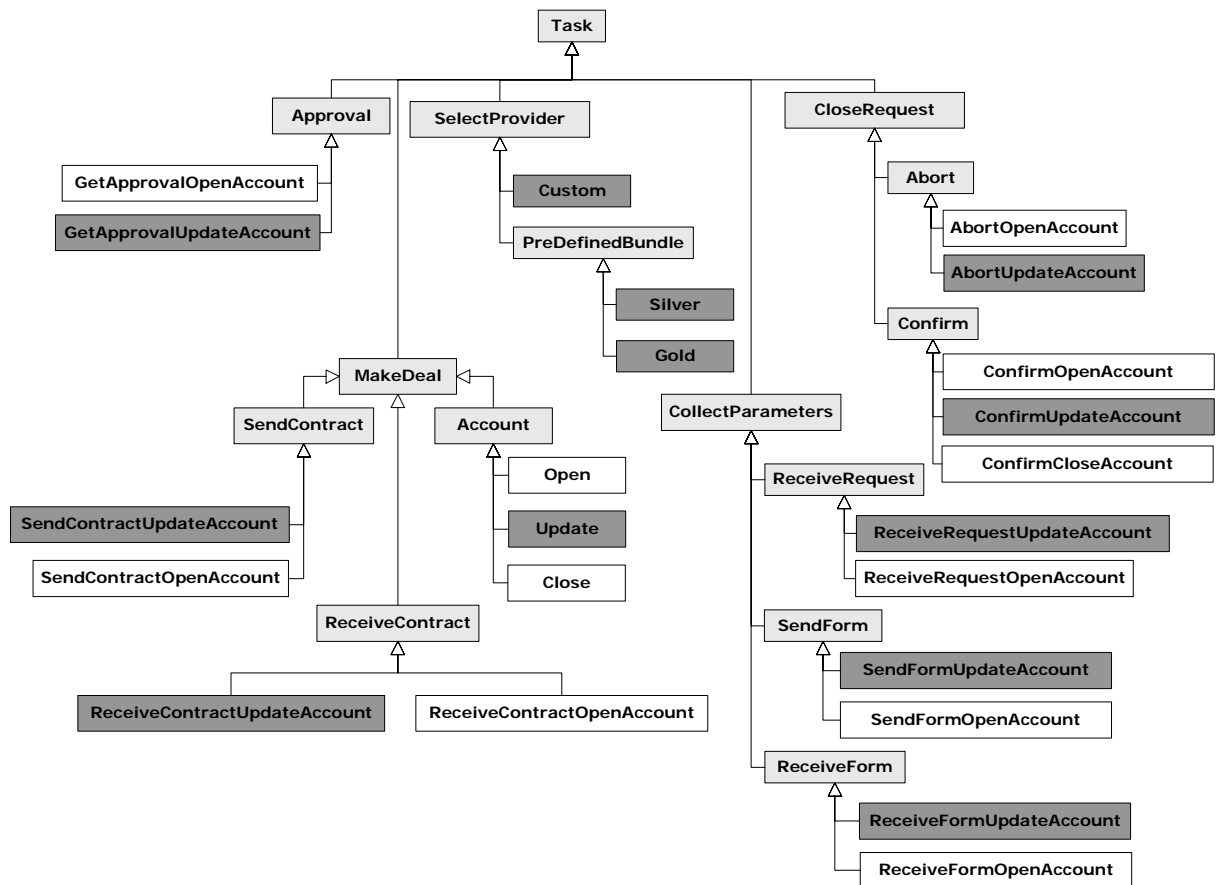 Task
Approval
GetApprovalOpenAccount
GetApprovalUpdateAccount
SelectProvider
Custom
PreDefinedBundle
Silver
Gold
CloseRequest
Abort
AbortOpenAccount
AbortUpdateAccount
Confirm
ConfirmOpenAccount
ConfirmUpdateAccount
ConfirmCloseAccount
MakeDeal
SendContract
SendContractUpdateAccount
SendContractOpenAccount
Account
Open
Update
Close
ReceiveContract
ReceiveContractUpdateAccount
ReceiveContractOpenAccount
CollectParameters
ReceiveRequest
ReceiveRequestUpdateAccount
ReceiveRequestOpenAccount
SendForm
SendFormUpdateAccount
SendFormOpenAccount
ReceiveForm
ReceiveFormUpdateAccount
ReceiveFormOpenAccount